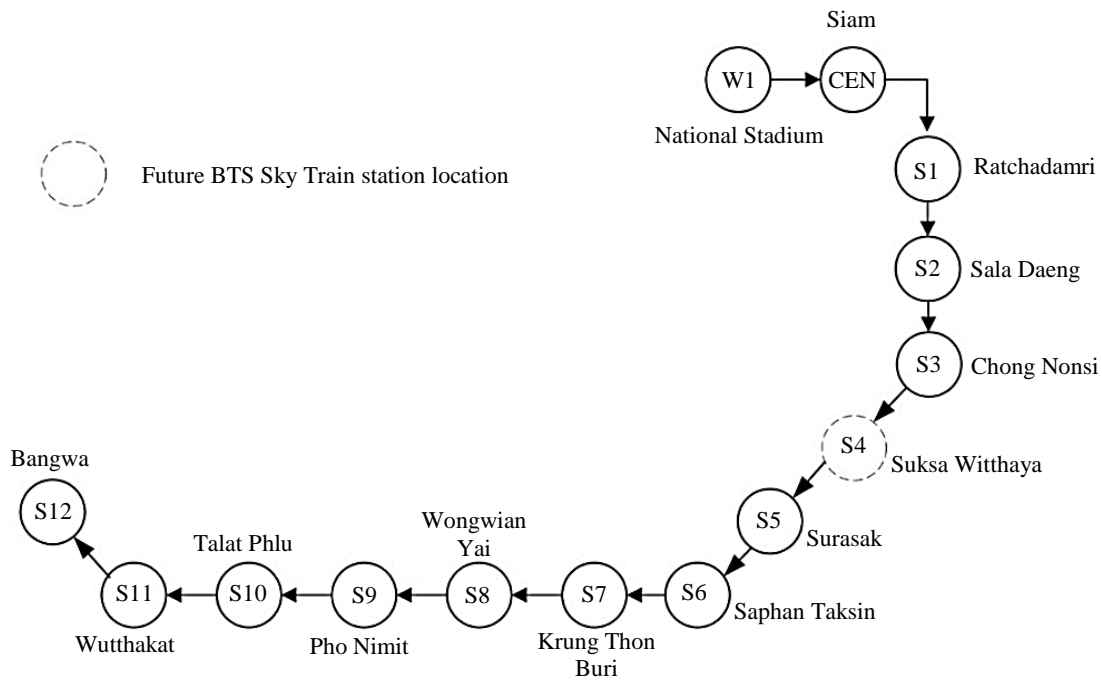 Siam
W1
CEN
National Stadium
Future BTS Sky Train station location
S1
Ratchadamri
S2
Sala Daeng
S3
Chong Nonsi
S4
Suksa Witthaya
S5
Surasak
S6
Saphan Taksin
S7
Krung Thon
Buri
S8
Wongwian
Yai
S9
Pho Nimit
S10
Talat Phlu
S11
Wutthakat
S12
Bangwa